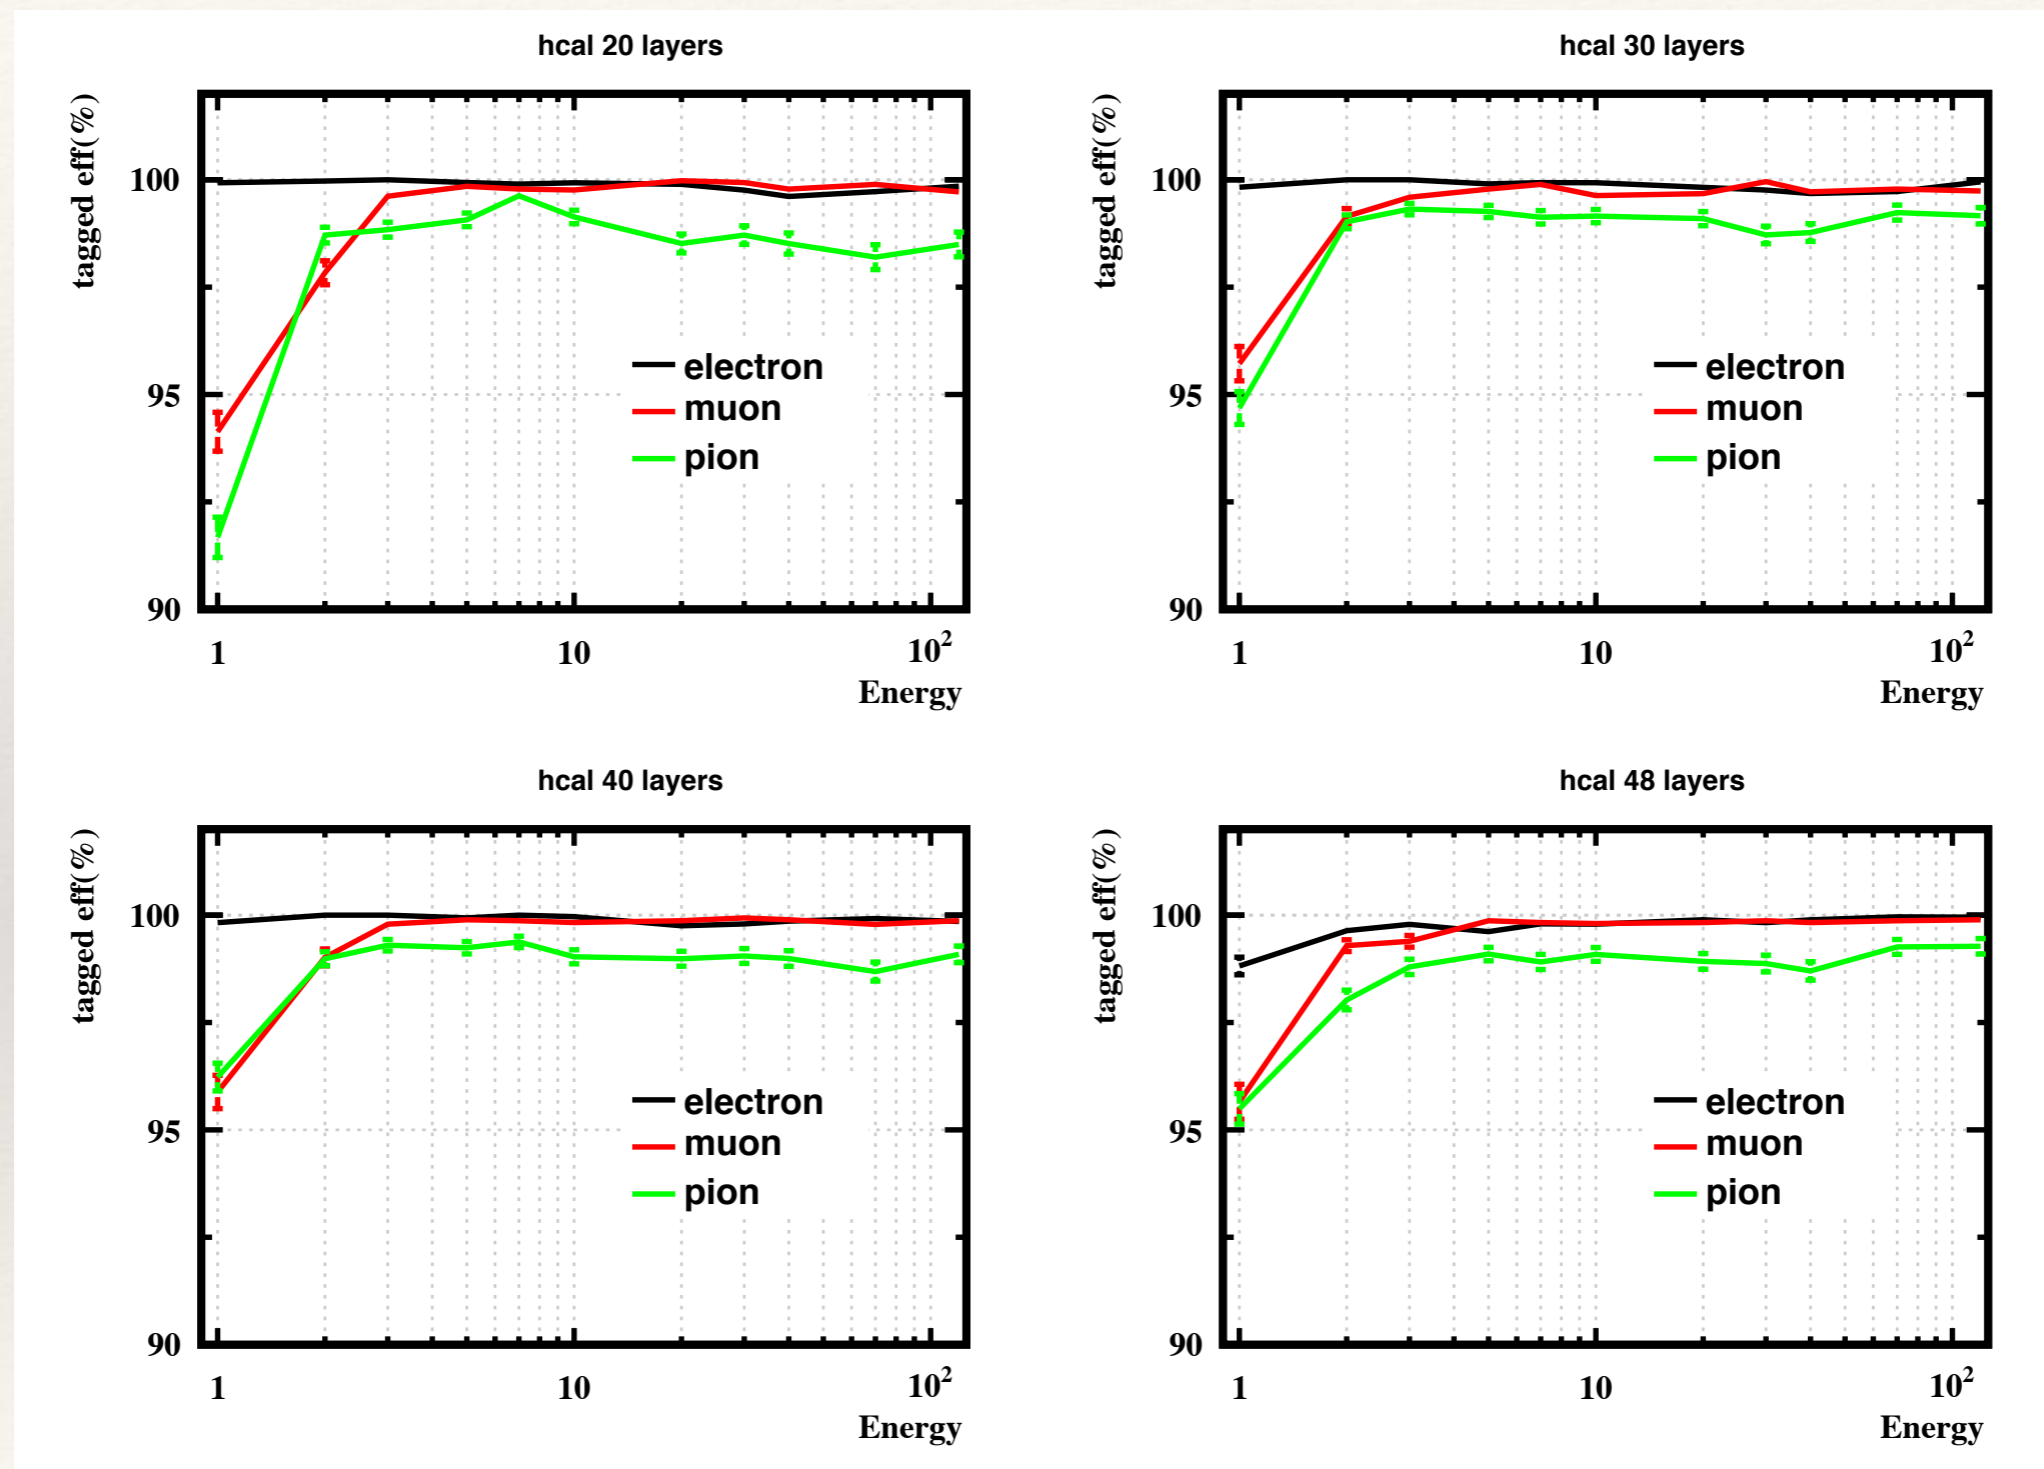 hcal 20 layers
tagged eff(%)
100
95
90
electron
muon
pion
1
10
10²
Energy
hcal 30 layers
tagged eff(%)
100
95
90
electron
muon
pion
1
10
10²
Energy
hcal 40 layers
tagged eff(%)
100
95
90
electron
muon
pion
1
10
10²
Energy
hcal 48 layers
tagged eff(%)
100
95
90
electron
muon
pion
1
10
10²
Energy